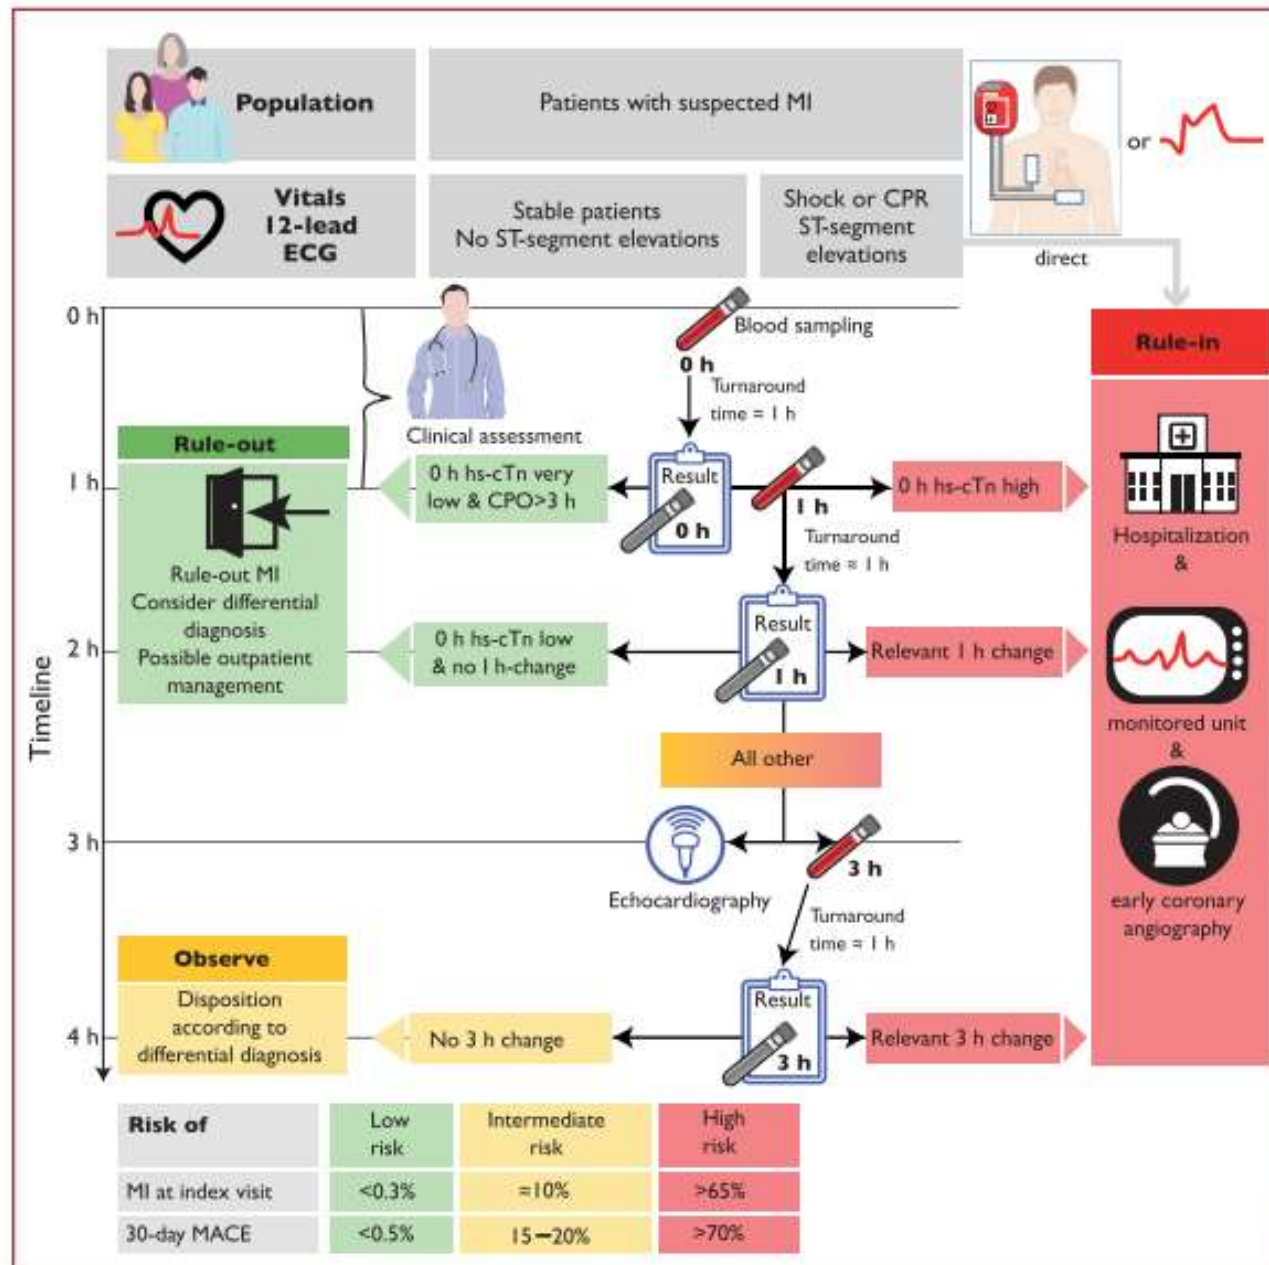 Population
Patients with suspected MI
or
Vitals
12-lead
ECG
Stable patients
No ST-segment elevations
Shock or CPR
ST-segment
elevations
direct
Timeline
0 h
Blood sampling
0 h
Turnaround
time = 1 h
Rule-in
Clinical assessment
Rule-out
1 h
0 h hs-cTn very
low & CPO>3 h
Result
0 h
1 h
0 h hs-cTn high
Turnaround
time = 1 h
Hospitalization
&
Rule-out MI
Consider differential
diagnosis
Possible outpatient
management
2 h
0 h hs-cTn low
& no 1h-change
Result
1 h
Relevant 1 h change
monitored unit
&
All other
3 h
Echocardiography
3 h
Turnaround
time = 1 h
early coronary
angiography
Observe
Disposition
according to
differential diagnosis
4 h
No 3 h change
Result
3 h
Relevant 3 h change
Risk of
Low
risk
Intermediate
risk
High
risk
MI at index visit
<0.3%
≈10%
>65%
30-day MACE
<0.5%
15–20%
>70%